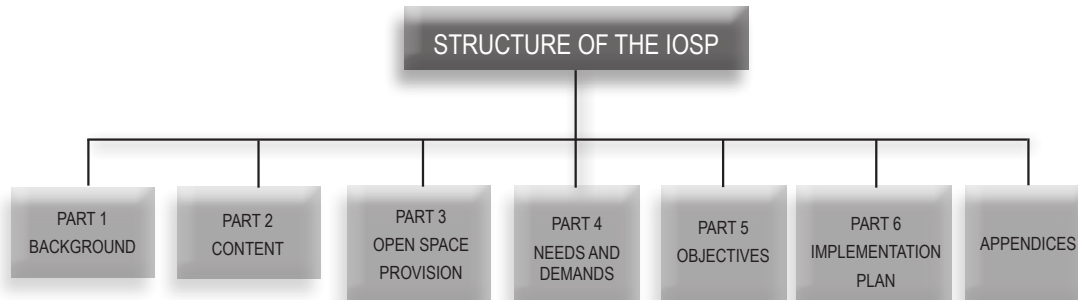 STRUCTURE OF THE IOSP
PART 1
BACKGROUND
PART 2
CONTENT
PART 3
OPEN SPACE
PROVISION
PART 4
NEEDS AND
DEMANDS
PART 5
OBJECTIVES
PART 6
IMPLEMENTATION
PLAN
APPENDICES